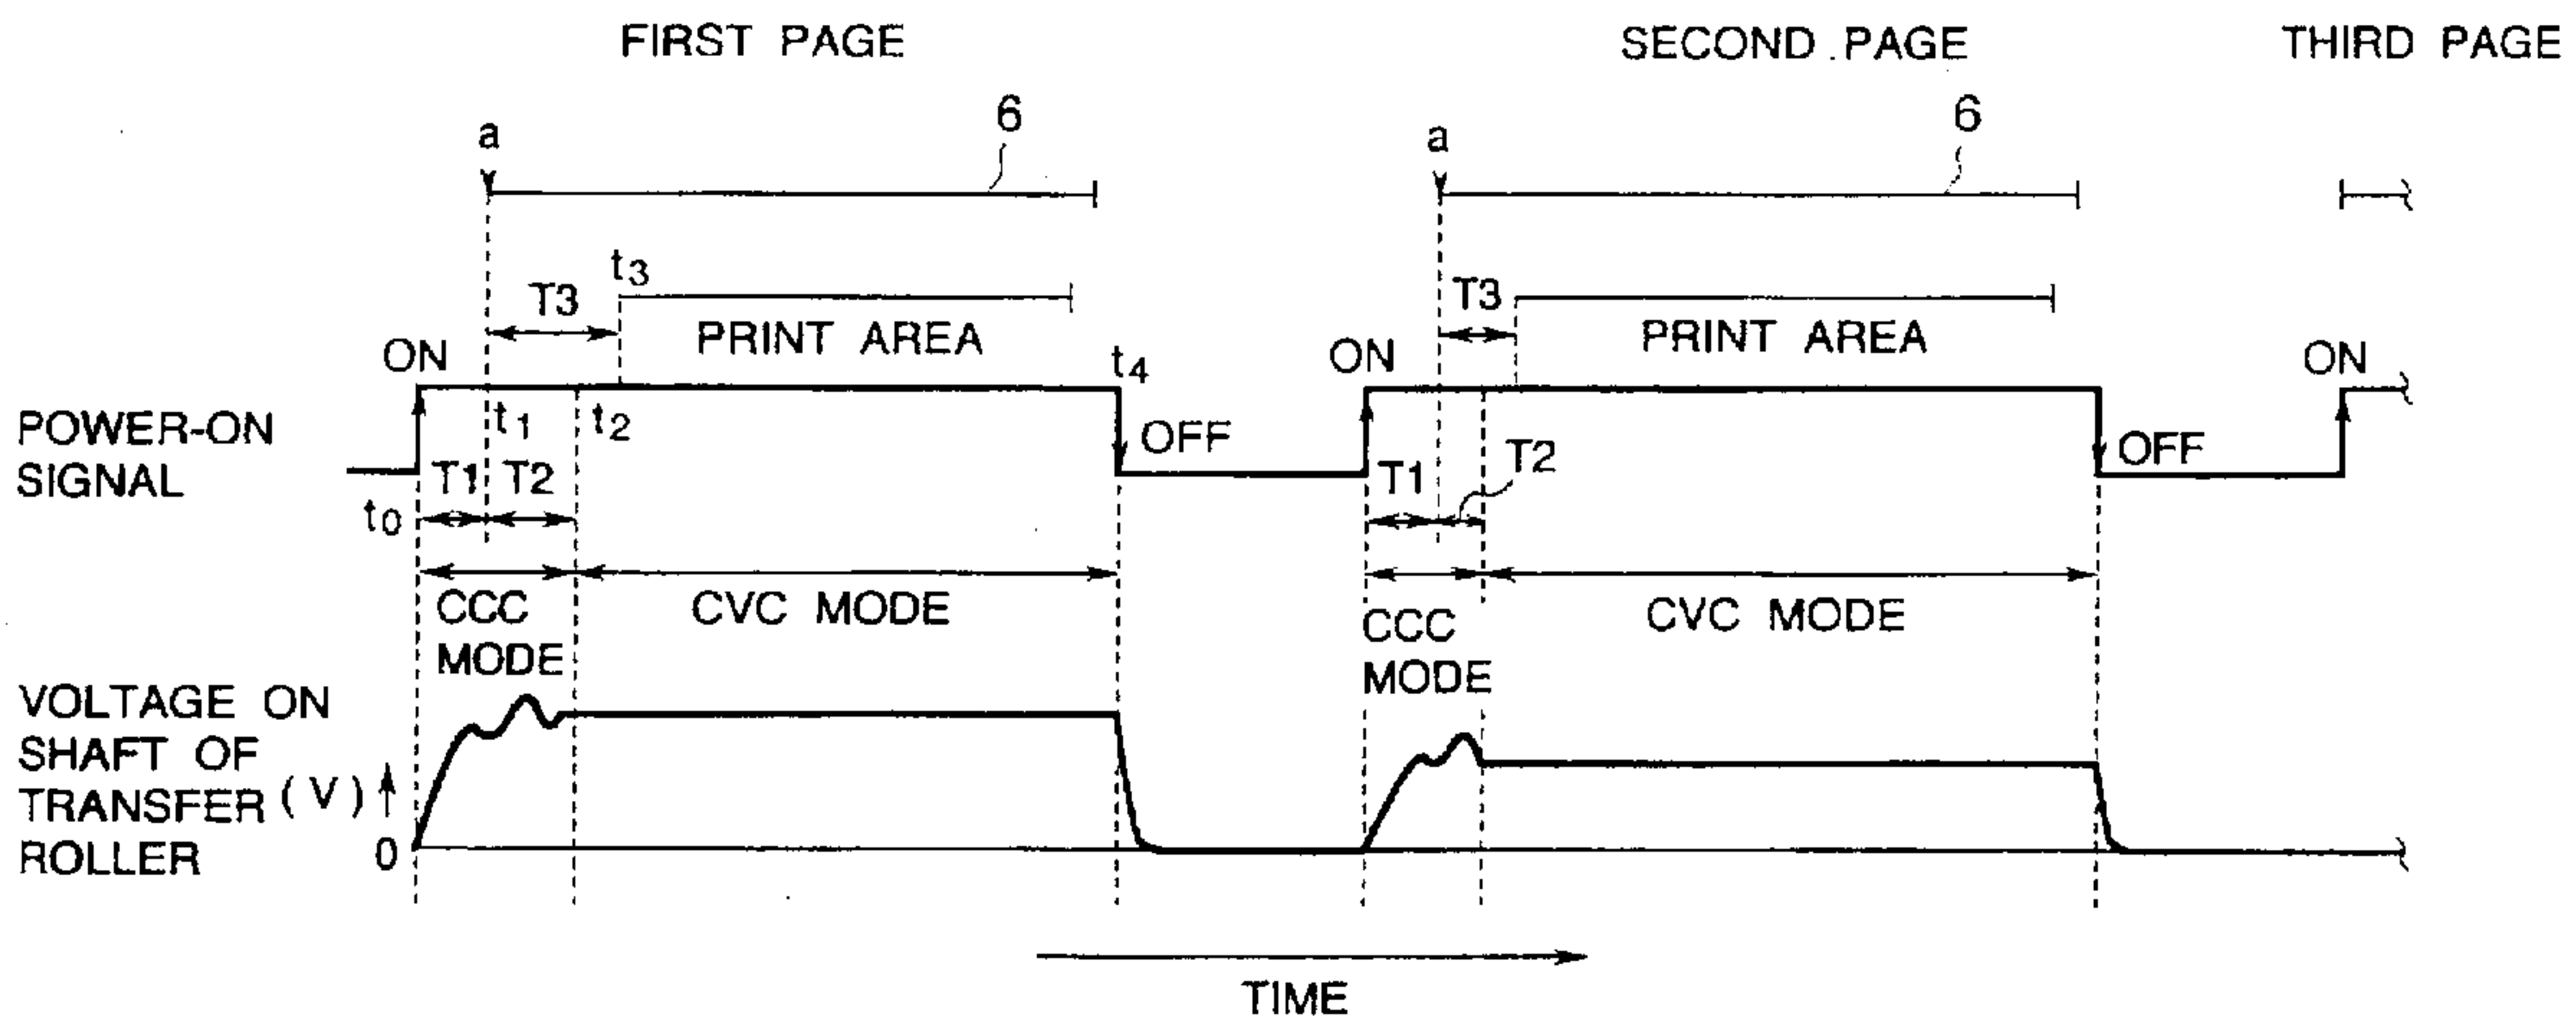 FIRST PAGE
SECOND PAGE
THIRD PAGE
a
6
a
6
t3
T3
T3
PRINT AREA
PRINT AREA
ON
t4
ON
ON
POWER-ON
SIGNAL
t1
t2
OFF
T2
OFF
T1
T2
T1
t0
CCC
MODE
CVC MODE
CCC
MODE
CVC MODE
VOLTAGE ON
SHAFT OF
TRANSFER (V)
ROLLER
0
TIME